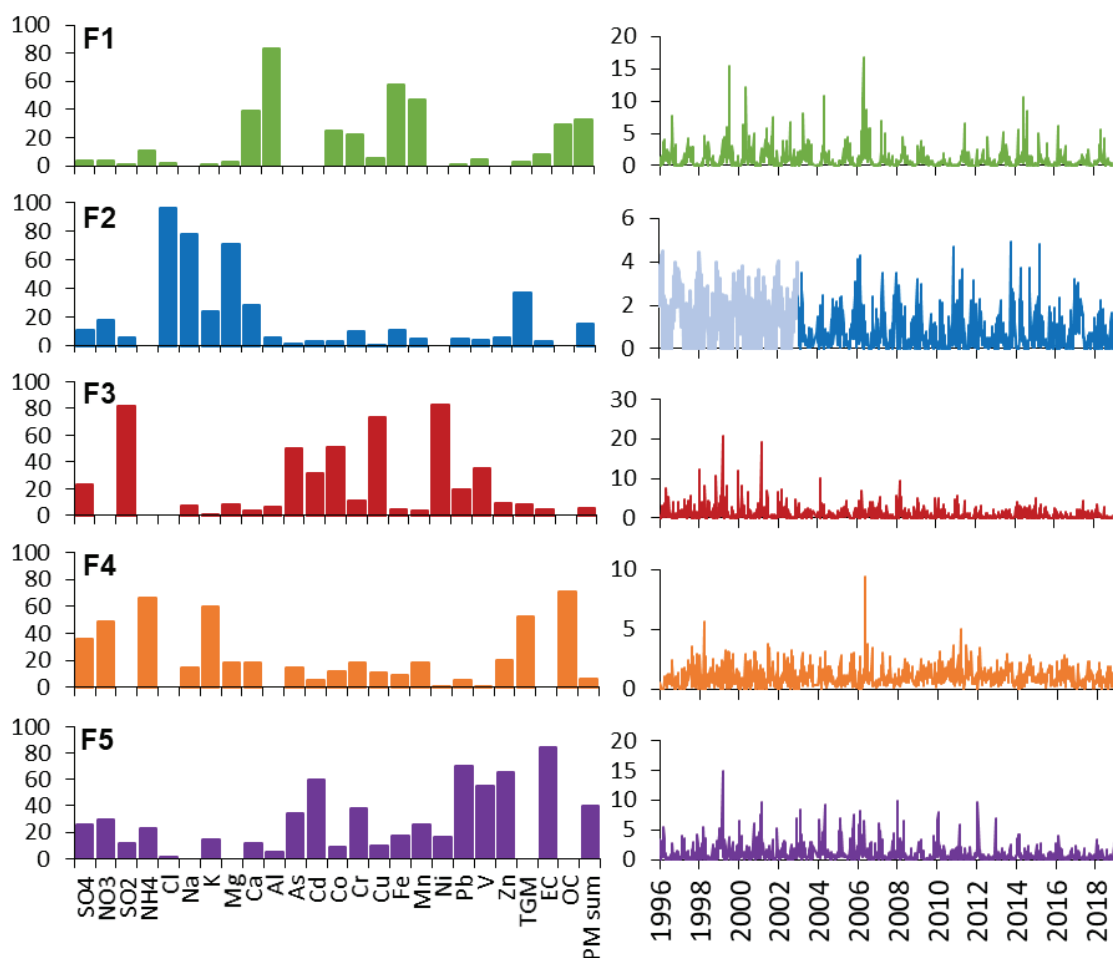 F1
100
80
60
40
20
0
20
15
10
5
0
F2
100
80
60
40
20
0
6
4
2
0
F3
100
80
60
40
20
0
30
20
10
0
F4
100
80
60
40
20
0
10
5
0
F5
100
80
60
40
20
0
20
15
10
5
0
SO4
NO3
SO2
NH4
Cl
Na
K
Mg
Ca
Al
As
Cd
Co
Cr
Cu
Fe
Mn
Ni
Pb
V
Zn
TGM
EC
OC
PM sum
1996
1998
2000
2002
2004
2006
2008
2010
2012
2014
2016
2018